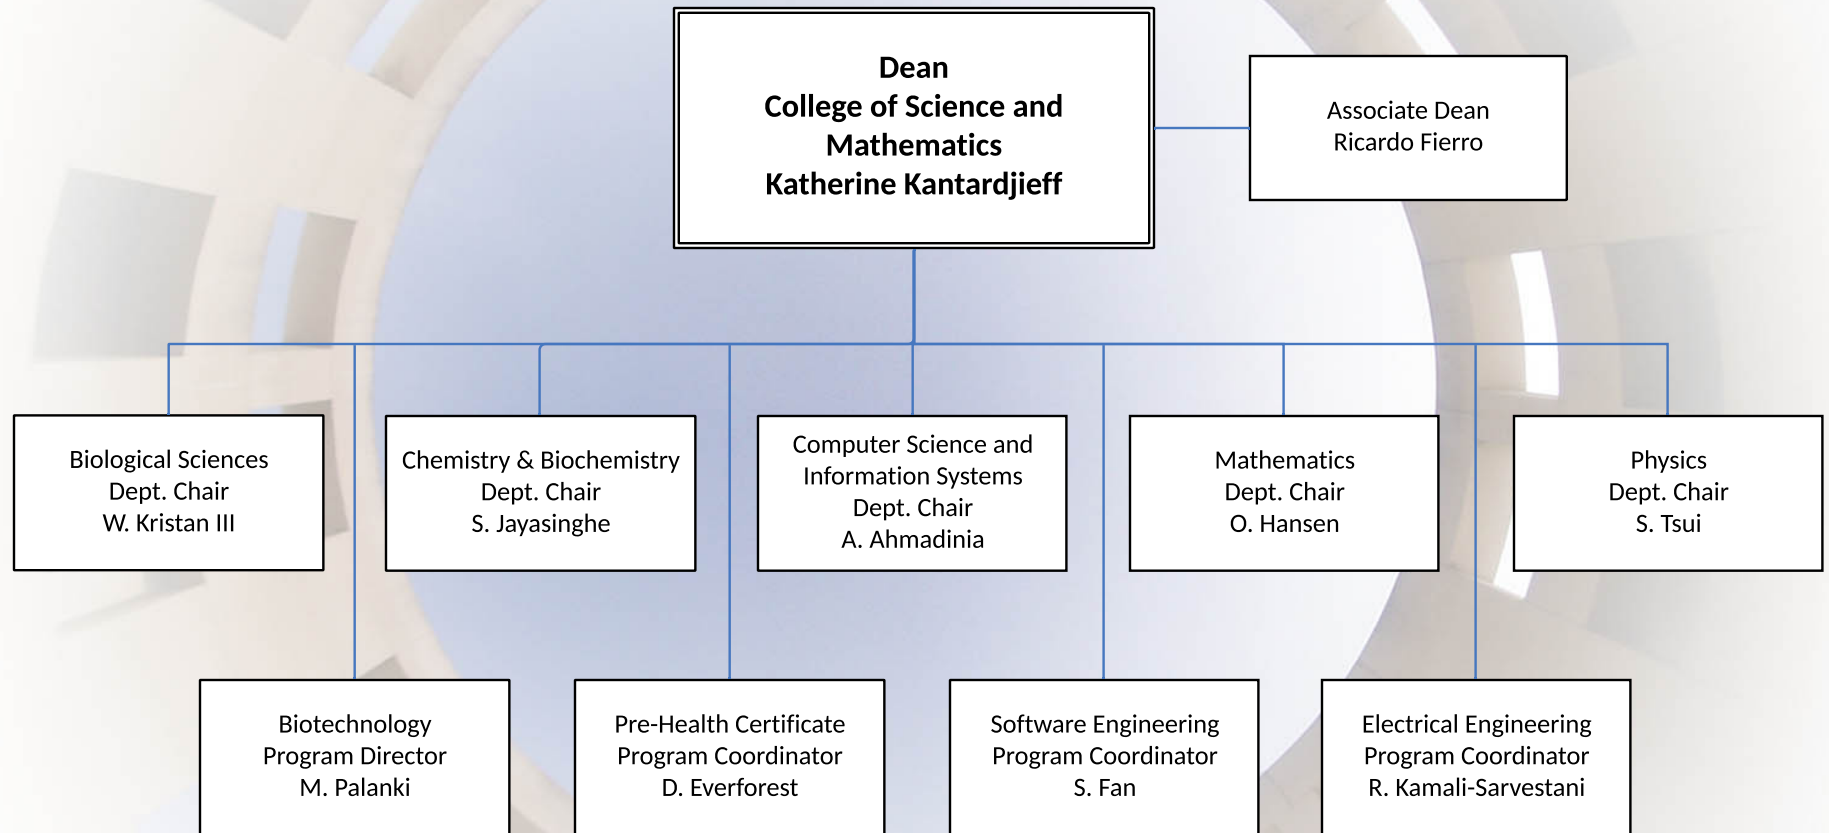 Dean
College of Science and
Mathematics
Katherine Kantardjieff
Associate Dean
Ricardo Fierro
Biological Sciences
Dept. Chair
W. Kristan III
Chemistry & Biochemistry
Dept. Chair
S. Jayasinghe
Computer Science and
Information Systems
Dept. Chair
A. Ahmadinia
Mathematics
Dept. Chair
O. Hansen
Physics
Dept. Chair
S. Tsui
Biotechnology
Program Director
M. Palanki
Pre-Health Certificate
Program Coordinator
D. Everforest
Software Engineering
Program Coordinator
S. Fan
Electrical Engineering
Program Coordinator
R. Kamali-Sarvestani